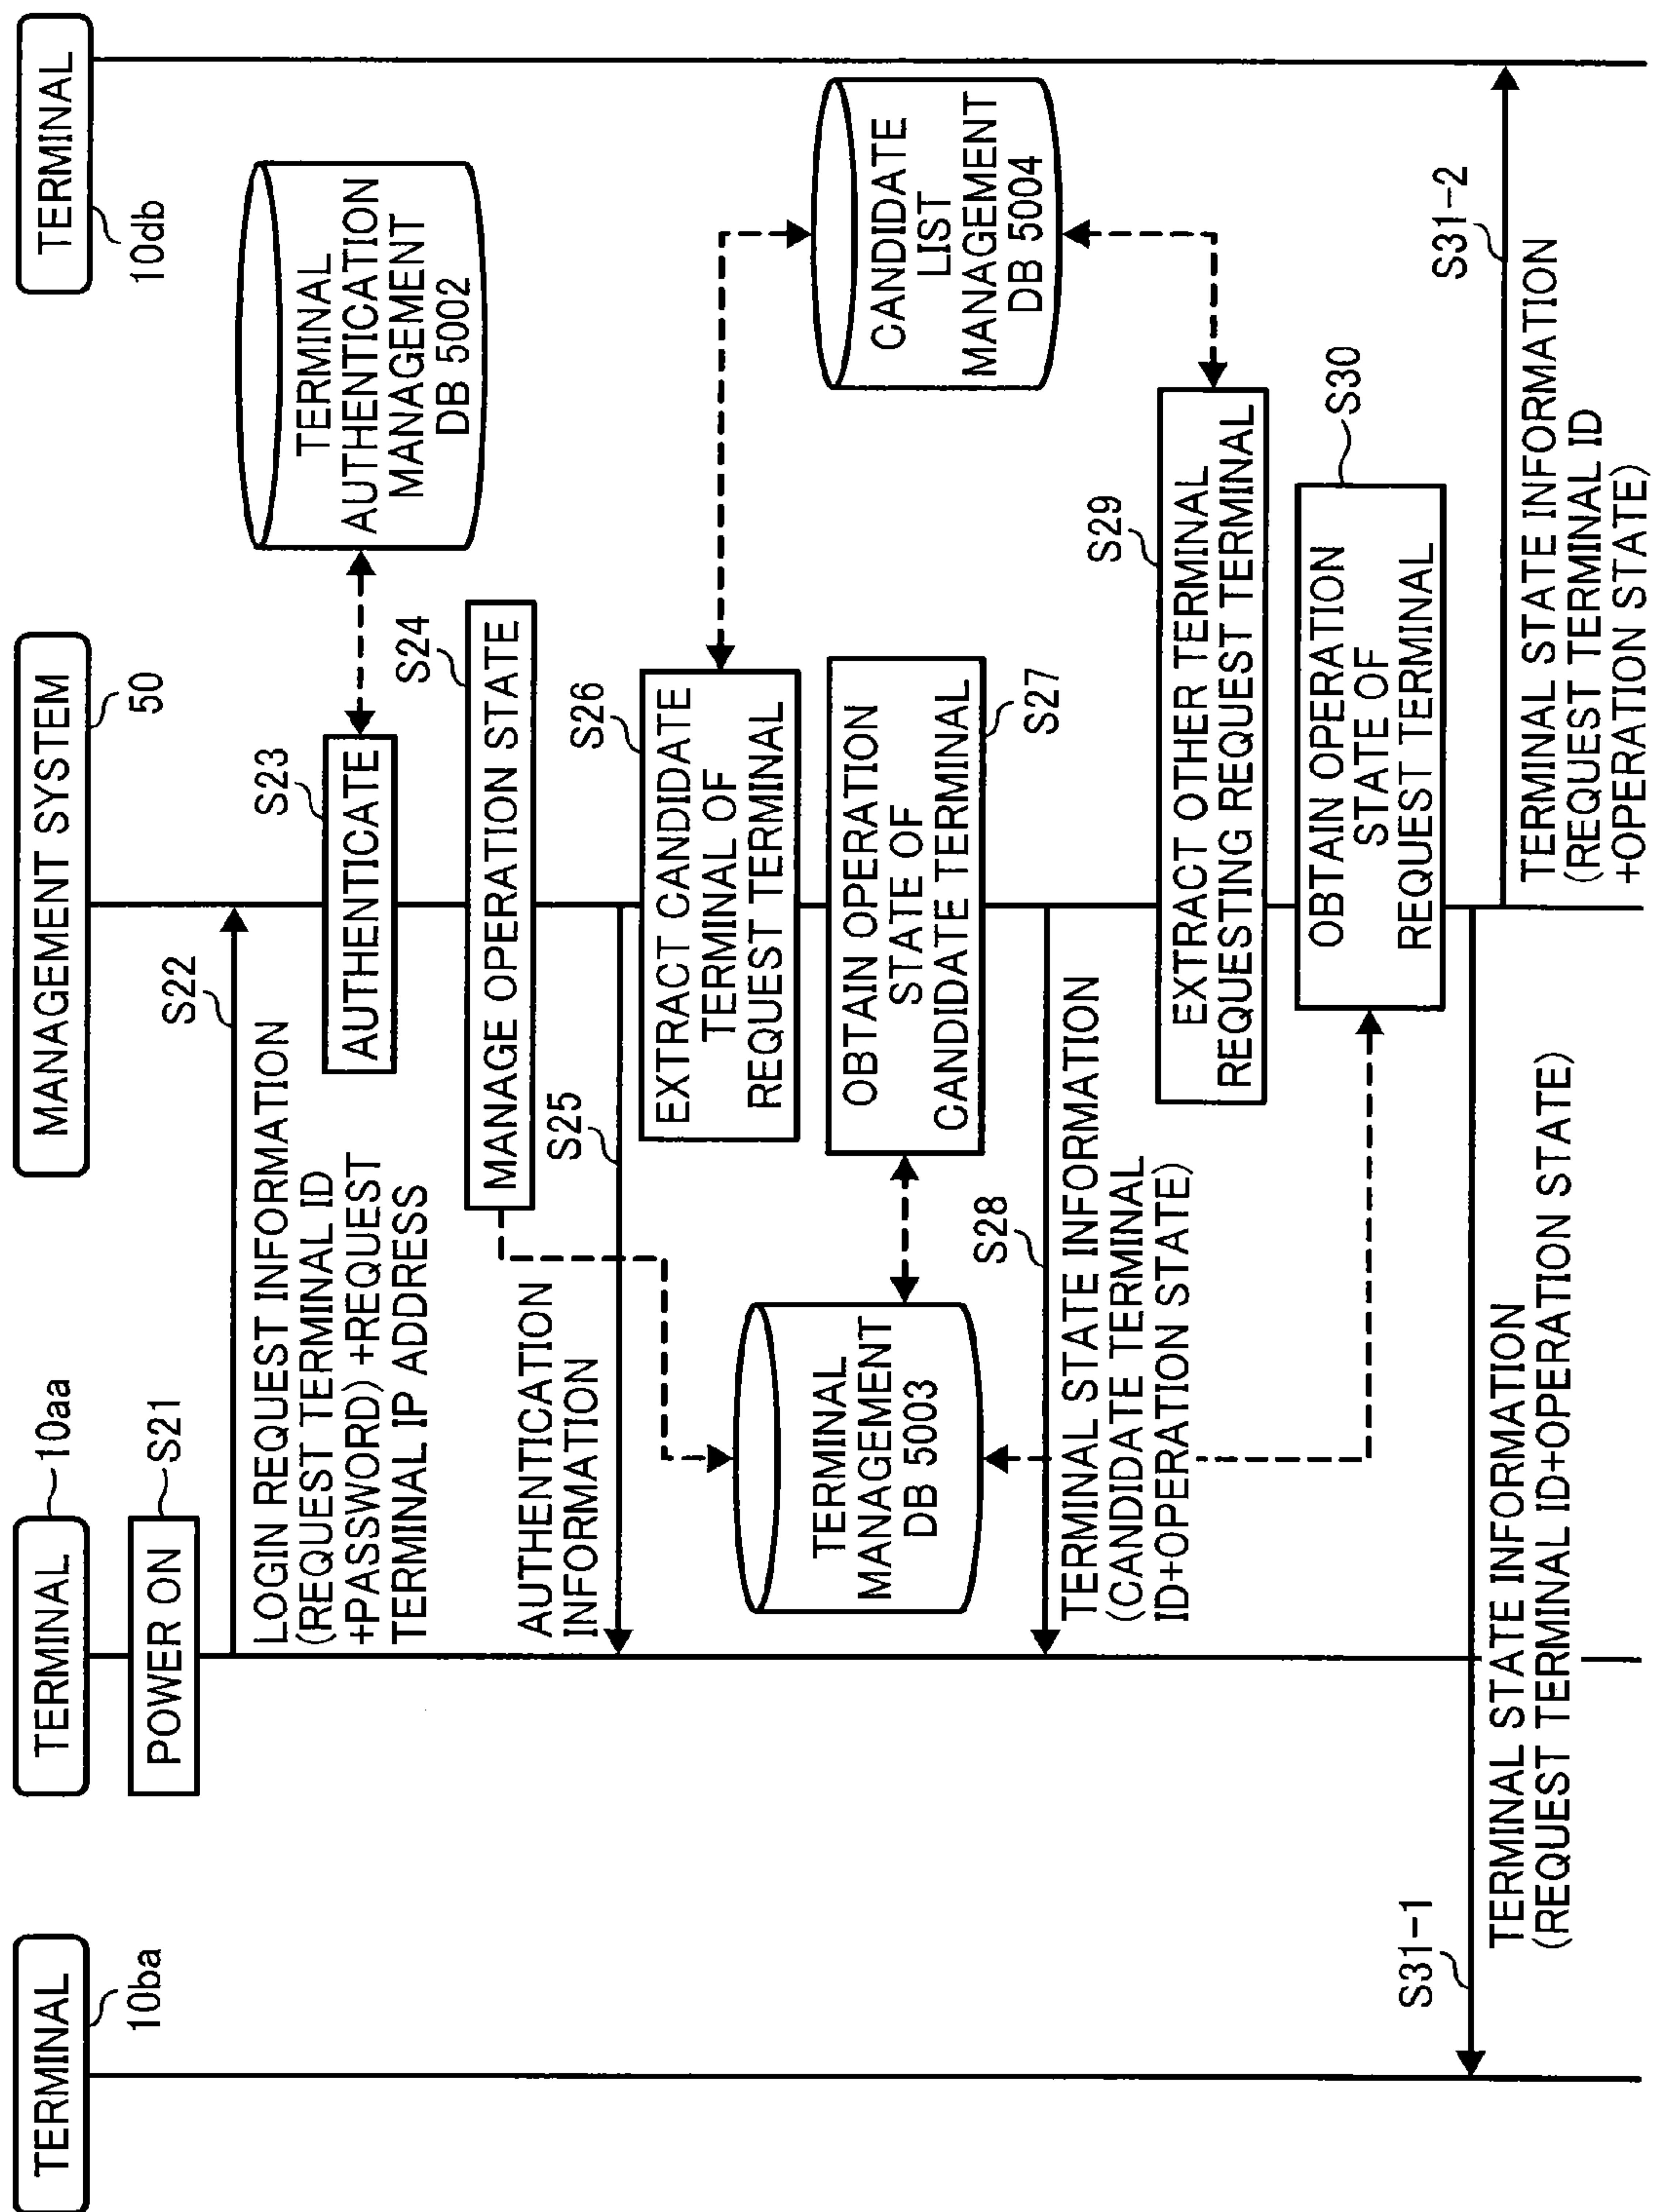 TERMINAL
10ba
TERMINAL
10aa
MANAGEMENT SYSTEM
50
TERMINAL
10db
POWER ON
S21
S22
LOGIN REQUEST INFORMATION
(REQUEST TERMINAL ID
+PASSWORD) +REQUEST
TERMINAL IP ADDRESS
S23
AUTHENTICATE
TERMINAL
AUTHENTICATION
MANAGEMENT
DB 5002
S24
MANAGE OPERATION STATE
S25
AUTHENTICATION
INFORMATION
S26
EXTRACT CANDIDATE
TERMINAL OF
REQUEST TERMINAL
CANDIDATE
LIST
MANAGEMENT
DB 5004
TERMINAL
MANAGEMENT
DB 5003
OBTAIN OPERATION
STATE OF
CANDIDATE TERMINAL
S27
S28
TERMINAL STATE INFORMATION
(CANDIDATE TERMINAL
ID+OPERATION STATE)
S29
EXTRACT OTHER TERMINAL
REQUESTING REQUEST TERMINAL
S30
OBTAIN OPERATION
STATE OF
REQUEST TERMINAL
S31-1
TERMINAL STATE INFORMATION
(REQUEST TERMINAL ID+OPERATION STATE)
S31-2
TERMINAL STATE INFORMATION
(REQUEST TERMINAL ID
+OPERATION STATE)